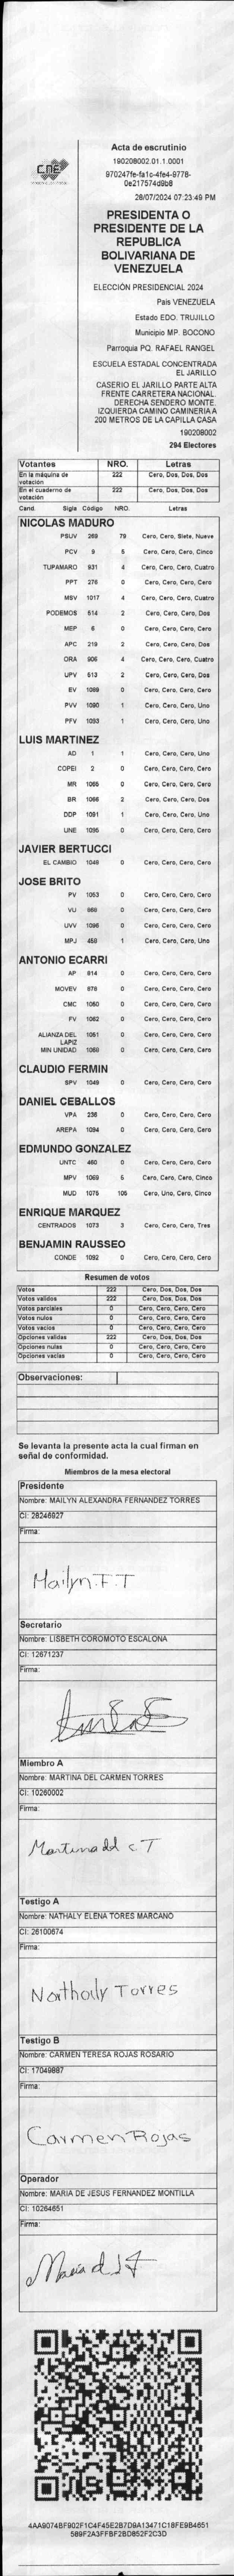 CNE
Acta de escrutinio
190208002.01.1.0001
970247fe-fa1c-4fe4-9778-
0e217574d9b8
28/07/2024 07:23:49 PM
PRESIDENTA O
PRESIDENTE DE LA
REPUBLICA
BOLIVARIANA DE
VENEZUELA
ELECCIÓN PRESIDENCIAL 2024
País VENEZUELA
Estado EDO. TRUJILLO
Municipio MP. BOCONO
Parroquia PQ. RAFAEL RANGEL
ESCUELA ESTADAL CONCENTRADA
EL JARILLO
CASERIO EL JARILLO PARTE ALTA
FRENTE CARRETERA NACIONAL.
DERECHA SENDERO MONTE.
IZQUIERDA CAMINO CAMINERIA A
200 METROS DE LA CAPILLA CASA
190208002
294 Electores
Votantes NRO. Letras
En la máquina de votación 222 Cero, Dos, Dos, Dos
En el cuaderno de votación 222 Cero, Dos, Dos, Dos
Cand. Sigla Código NRO. Letras
NICOLAS MADURO
PSUV 269 79 Cero, Cero, Siete, Nueve
PCV 9 5 Cero, Cero, Cero, Cinco
TUPAMARO 931 4 Cero, Cero, Cero, Cuatro
PPT 276 0 Cero, Cero, Cero, Cero
MSV 1017 4 Cero, Cero, Cero, Cuatro
PODEMOS 514 2 Cero, Cero, Cero, Dos
MEP 6 0 Cero, Cero, Cero, Cero
APC 219 2 Cero, Cero, Cero, Dos
ORA 906 4 Cero, Cero, Cero, Cuatro
UPV 513 2 Cero, Cero, Cero, Dos
EV 1089 0 Cero, Cero, Cero, Cero
PVV 1090 1 Cero, Cero, Cero, Uno
PFV 1093 1 Cero, Cero, Cero, Uno
LUIS MARTINEZ
AD 1 1 Cero, Cero, Cero, Uno
COPEI 2 0 Cero, Cero, Cero, Cero
MR 1065 0 Cero, Cero, Cero, Cero
BR 1066 2 Cero, Cero, Cero, Dos
DDP 1091 1 Cero, Cero, Cero, Uno
UNE 1095 0 Cero, Cero, Cero, Cero
JAVIER BERTUCCI
EL CAMBIO 1048 0 Cero, Cero, Cero, Cero
JOSE BRITO
PV 1053 0 Cero, Cero, Cero, Cero
VU 668 0 Cero, Cero, Cero, Cero
UVV 1096 0 Cero, Cero, Cero, Cero
MPJ 458 1 Cero, Cero, Cero, Uno
ANTONIO ECARRI
AP 814 0 Cero, Cero, Cero, Cero
MOVEV 878 0 Cero, Cero, Cero, Cero
CMC 1050 0 Cero, Cero, Cero, Cero
FV 1062 0 Cero, Cero, Cero, Cero
ALIANZA DEL LAPIZ 1051 0 Cero, Cero, Cero, Cero
MIN UNIDAD 1058 0 Cero, Cero, Cero, Cero
CLAUDIO FERMIN
SPV 1049 0 Cero, Cero, Cero, Cero
DANIEL CEBALLOS
VPA 236 0 Cero, Cero, Cero, Cero
AREPA 1094 0 Cero, Cero, Cero, Cero
EDMUNDO GONZALEZ
UNTC 460 0 Cero, Cero, Cero, Cero
MPV 1069 5 Cero, Cero, Cero, Cinco
MUD 1075 105 Cero, Uno, Cero, Cinco
ENRIQUE MARQUEZ
CENTRADOS 1073 3 Cero, Cero, Cero, Tres
BENJAMIN RAUSSEO
CONDE 1092 0 Cero, Cero, Cero, Cero
Resumen de votos
Votos 222 Cero, Dos, Dos, Dos
Votos validos 222 Cero, Dos, Dos, Dos
Votos parciales 0 Cero, Cero, Cero, Cero
Votos nulos 0 Cero, Cero, Cero, Cero
Votos vacios 0 Cero, Cero, Cero, Cero
Opciones validas 222 Cero, Dos, Dos, Dos
Opciones nulas 0 Cero, Cero, Cero, Cero
Opciones vacias 0 Cero, Cero, Cero, Cero
Observaciones:
Se levanta la presente acta la cual firman en
señal de conformidad.
Miembros de la mesa electoral
Presidente
Nombre: MAILYN ALEXANDRA FERNANDEZ TORRES
CI: 28246927
Firma:
Mailyn. F. T
Secretario
Nombre: LISBETH COROMOTO ESCALONA
CI: 12671237
Firma:
Miembro A
Nombre: MARTINA DEL CARMEN TORRES
CI: 10260002
Firma:
Martina del C T
Testigo A
Nombre: NATHALY ELENA TORES MARCANO
CI: 26100674
Firma:
Nathaly Torres
Testigo B
Nombre: CARMEN TERESA ROJAS ROSARIO
CI: 17049887
Firma:
Carmen Rojas
Operador
Nombre: MARIA DE JESUS FERNANDEZ MONTILLA
CI: 10264651
Firma:
Maria d J F
4AA9074BF902F1C4F45E2B7D9A13471C18FE9B4651
589F2A3FFBF2BD852F2C3D